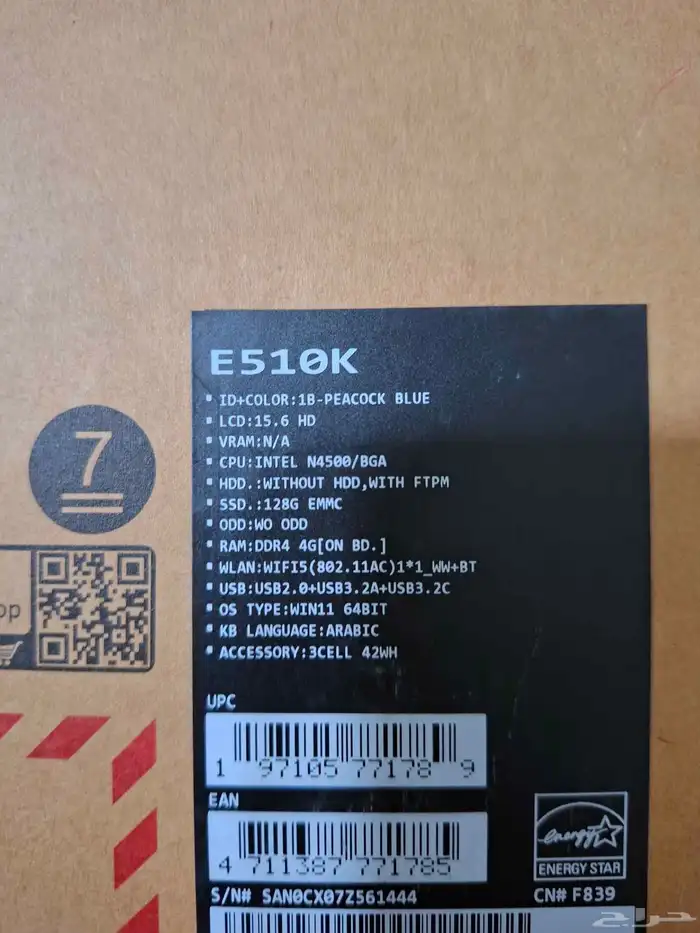 E510K
ID+COLOR:1B-PEACOCK BLUE
LCD:15.6 HD
VRAM:N/A
CPU:INTEL N4500/BGA
HDD.:WITHOUT HDD,WITH FTPM
SSD.:128G EMMC
ODD:WO ODD
RAM:DDR4 4G[ON BD.]
WLAN:WIFI5(802.11AC)1*1_WW+BT
USB:USB2.0+USB3.2A+USB3.2C
OS TYPE:WIN11 64BIT
KB LANGUAGE:ARABIC
ACCESSORY:3CELL 42WH
7
UPC
1 97105 77178 9
EAN
4 711387 771785
energy
ENERGY STAR
S/N# SAN0CX07Z561444
CN# F839
حراج